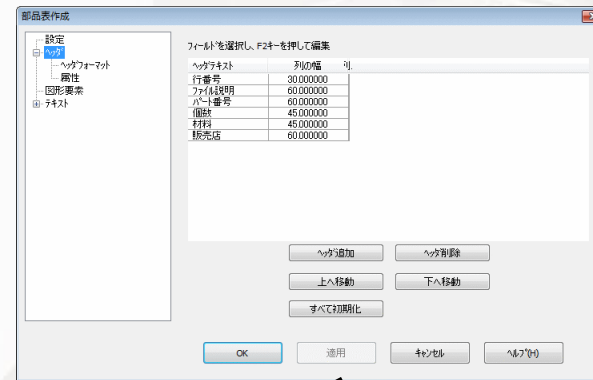 部品表作成
設定
ヘッダ
ヘッダフォーマット
属性
図形要素
テキスト
フィールドを選択し、F2キーを押して編集
ヘッダテキスト 列の幅
行番号 30.000000
ファイル説明 60.000000
パート番号 60.000000
個数 45.000000
材料 45.000000
販売店 60.000000
ヘッダ追加 ヘッダ削除
上へ移動 下へ移動
すべて初期化
OK 適用 キャンセル ヘルプ(H)